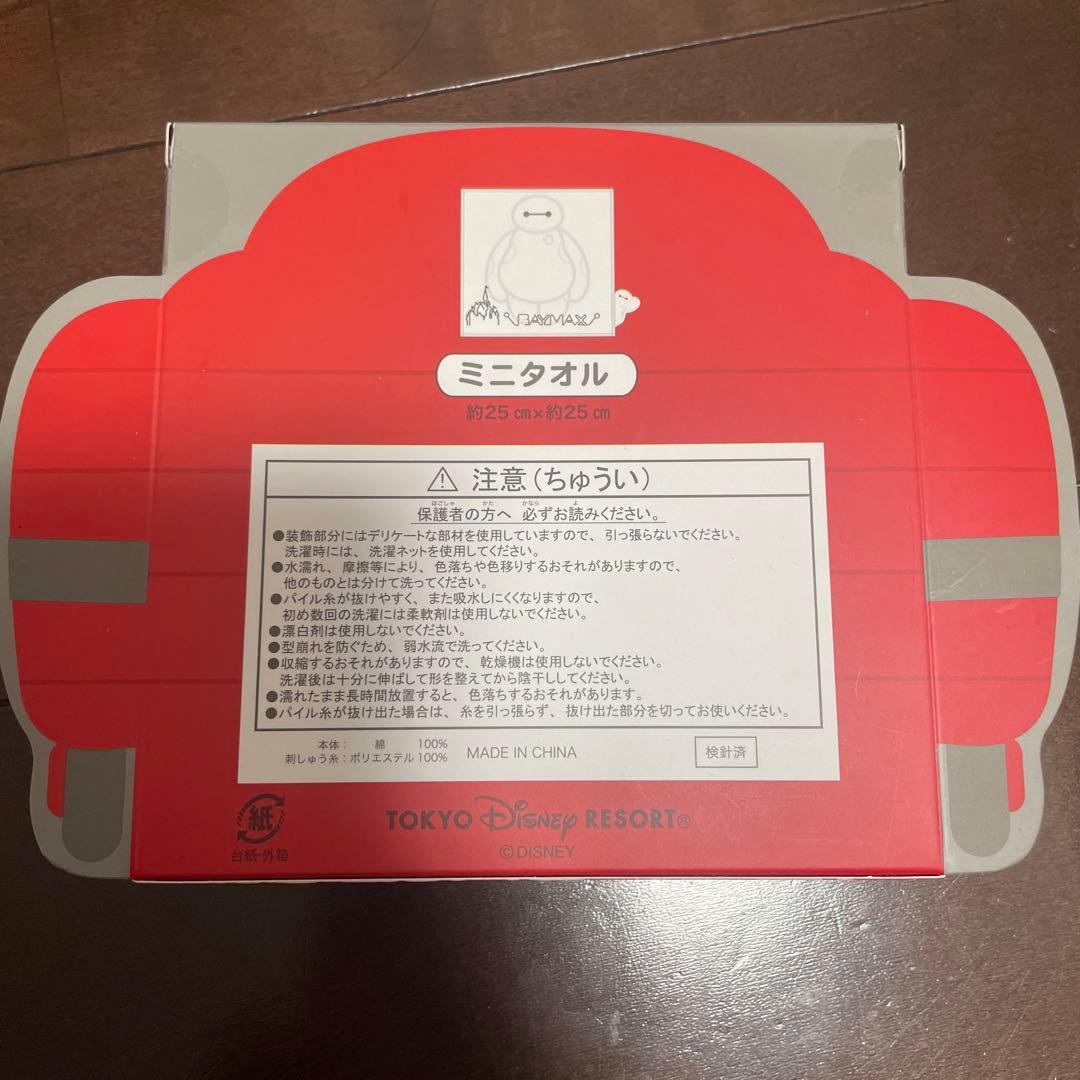 BAYMAX
ミニタオル
約25㎝×約25㎝
⚠ 注意(ちゅうい)
保護者の方へ 必ずお読みください。
ほごしゃ かた かなら よ
●装飾部分にはデリケートな部材を使用していますので、引っ張らないでください。
洗濯時には、洗濯ネットを使用してください。
●水濡れ、摩擦等により、色落ちや色移りするおそれがありますので、
他のものとは分けて洗ってください。
●パイル糸が抜けやすく、また吸水しにくくなりますので、
初め数回の洗濯には柔軟剤は使用しないでください。
●漂白剤は使用しないでください。
●型崩れを防ぐため、弱水流で洗ってください。
●収縮するおそれがありますので、乾燥機は使用しないでください。
洗濯後は十分に伸ばして形を整えてから陰干ししてください。
●濡れたまま長時間放置すると、色落ちするおそれがあります。
●パイル糸が抜け出た場合は、糸を引っ張らず、抜け出た部分を切ってお使いください。
本体: 綿 100%
刺しゅう糸:ポリエステル100%
MADE IN CHINA
検針済
紙
台紙・外箱
TOKYO Disney RESORT®
©DISNEY